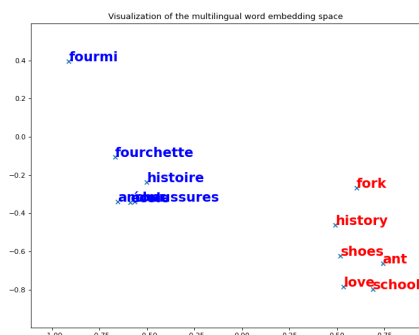 Visualization of the multilingual word embedding space
0.4
fourmi
0.2
0.0
fourchette
−0.2
histoire
fork
−0.4
history
−0.6
shoes
ant
−0.8
love
school
−1.00 −0.75 −0.50 −0.25 0.00 0.25 0.50 0.75